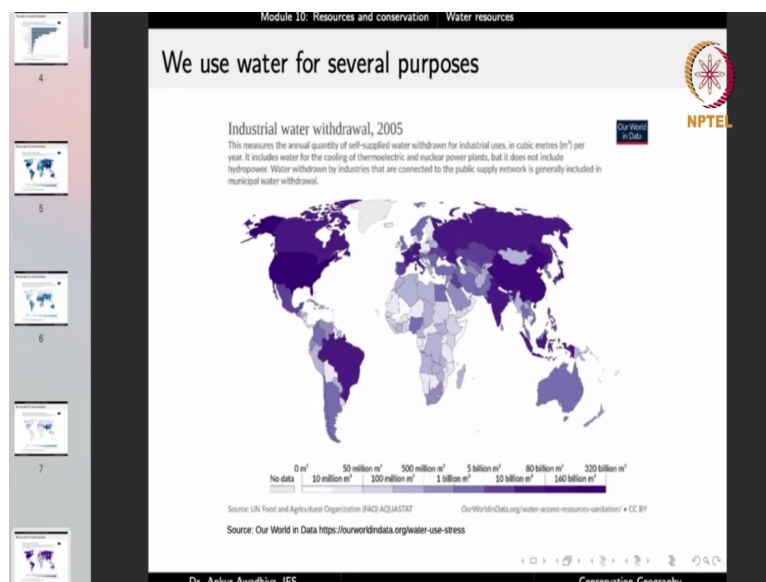 Module 10: Resources and conservation Water resources
We use water for several purposes
NPTEL
Industrial water withdrawal, 2005
Our World
in Data
This measures the annual quantity of self-supplied water withdrawn for industrial uses, in cubic metres (m³) per
year. It includes water for the cooling of thermoelectric and nuclear power plants, but it does not include
hydropower. Water withdrawn by industries that are connected to the public supply network is generally included in
municipal water withdrawal.
0 m³ 50 million m³ 500 million m³ 5 billion m³ 80 billion m³ 320 billion m³
No data 10 million m³ 100 million m³ 1 billion m³ 10 billion m³ 160 billion m³
Source: UN Food and Agricultural Organization (FAO) AQUASTAT OurWorldInData.org/water-access-resources-sanitation/ • CC BY
Source: Our World in Data https://ourworldindata.org/water-use-stress
4
5
6
7
Dr. Ankur Awadhiya, IFS Conservation Geography